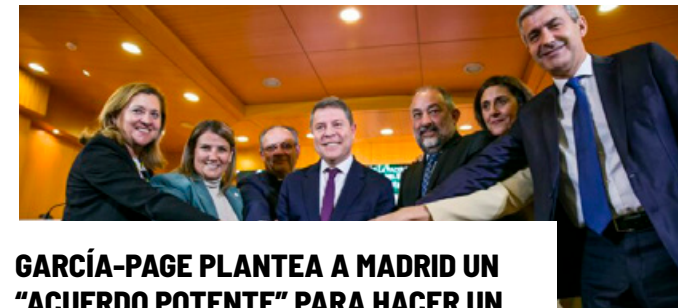 GARCÍA-PAGE PLANTEA A MADRID UN
“ACUERDO POTENTE” PARA HACER UN